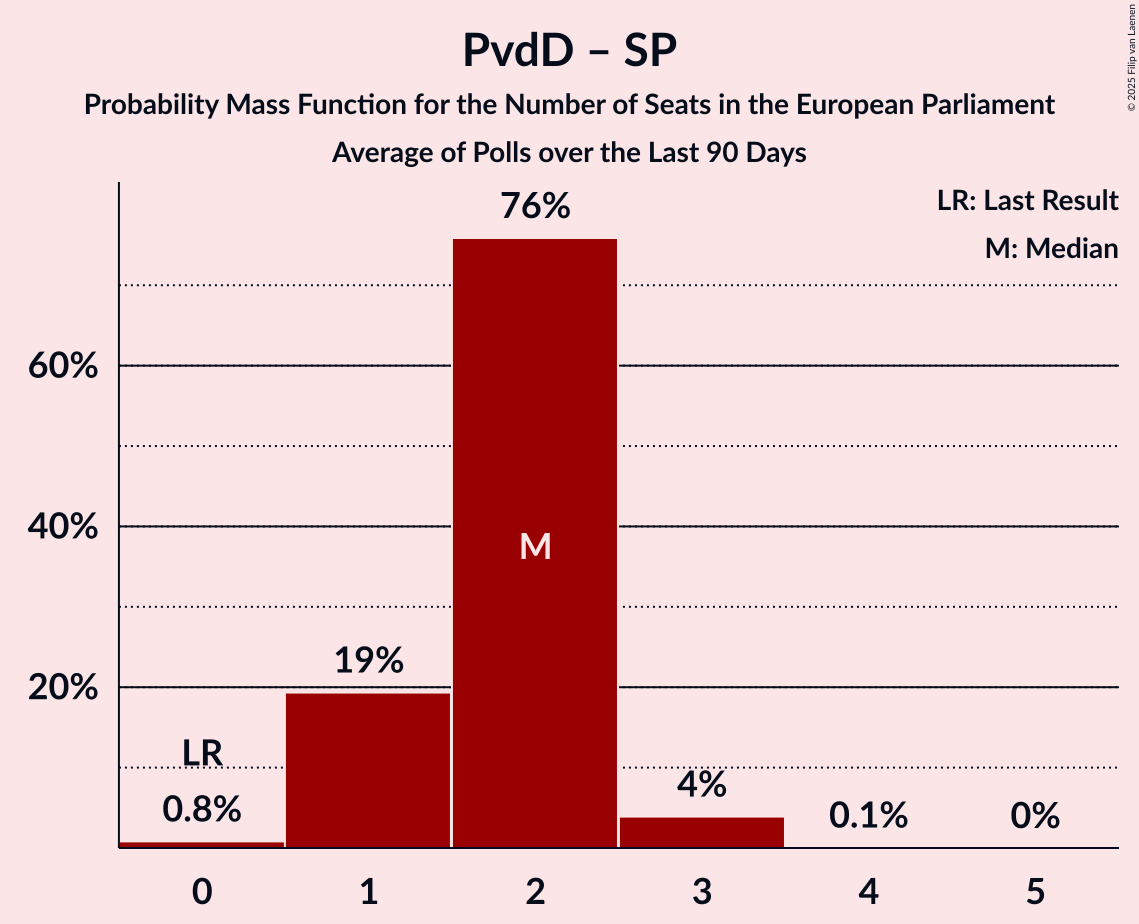 PvdD – SP
Probability Mass Function for the Number of Seats in the European Parliament
Average of Polls over the Last 90 Days
© 2025 Filip van Laenen
LR: Last Result
M: Median
76%
60%
40%
M
19%
20%
LR
0.8%
4%
0.1%
0%
0 1 2 3 4 5